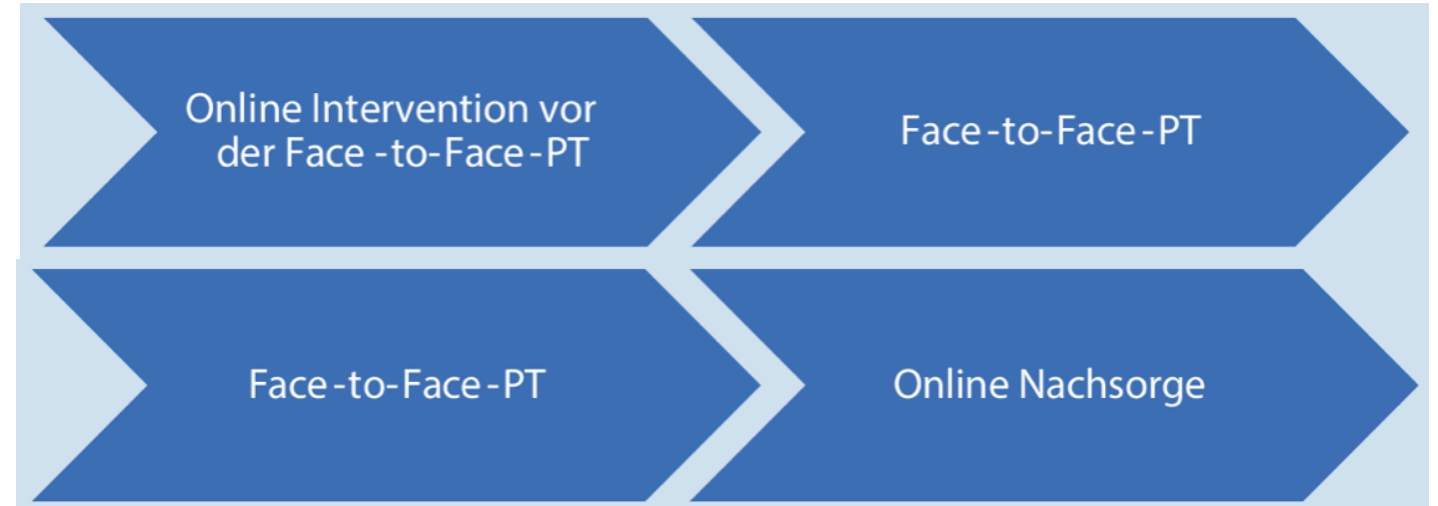 Online Intervention vor
der Face-to-Face-PT
Face-to-Face-PT
Face-to-Face-PT
Online Nachsorge